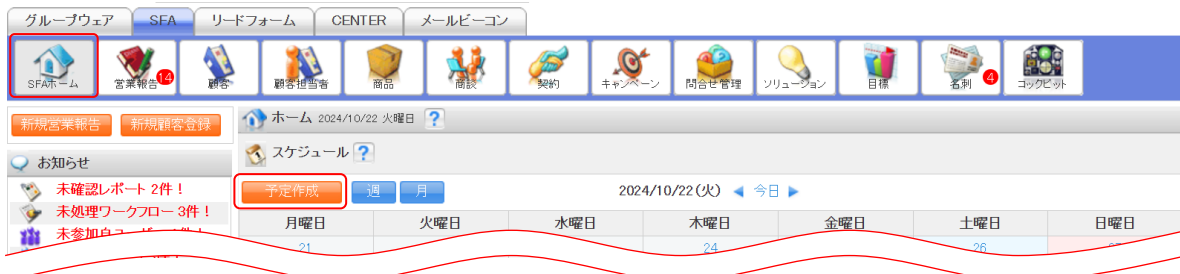 グループウェア SFA リードフォーム CENTER メールビーコン
SFAホーム 営業報告 14 顧客 顧客担当者 商品 商談 契約 キャンペーン 問合せ管理 ソリューション 目標 名刺 4 コックピット
新規営業報告 新規顧客登録
ホーム 2024/10/22 火曜日 ?
スケジュール ?
お知らせ
未確認レポート 2件！
予定作成 週 月 2024/10/22(火) 今日
未処理ワークフロー 3件！
月曜日 火曜日 水曜日 木曜日 金曜日 土曜日 日曜日
21 24 26